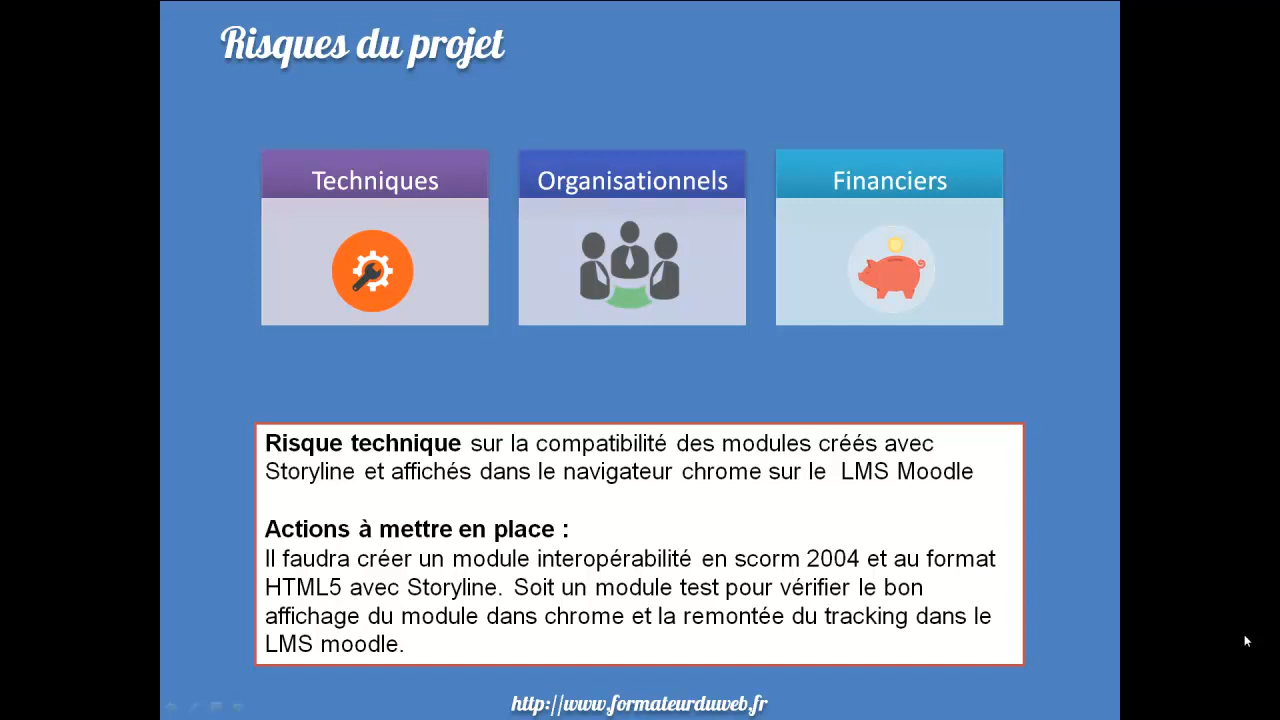 Risques du projet
Techniques
Organisationnels
Financiers
Risque technique sur la compatibilité des modules créés avec
Storyline et affichés dans le navigateur chrome sur le LMS Moodle
Actions à mettre en place :
Il faudra créer un module interopérabilité en scorm 2004 et au format
HTML5 avec Storyline. Soit un module test pour vérifier le bon
affichage du module dans chrome et la remontée du tracking dans le
LMS moodle.
http://www.formateurduweb.fr